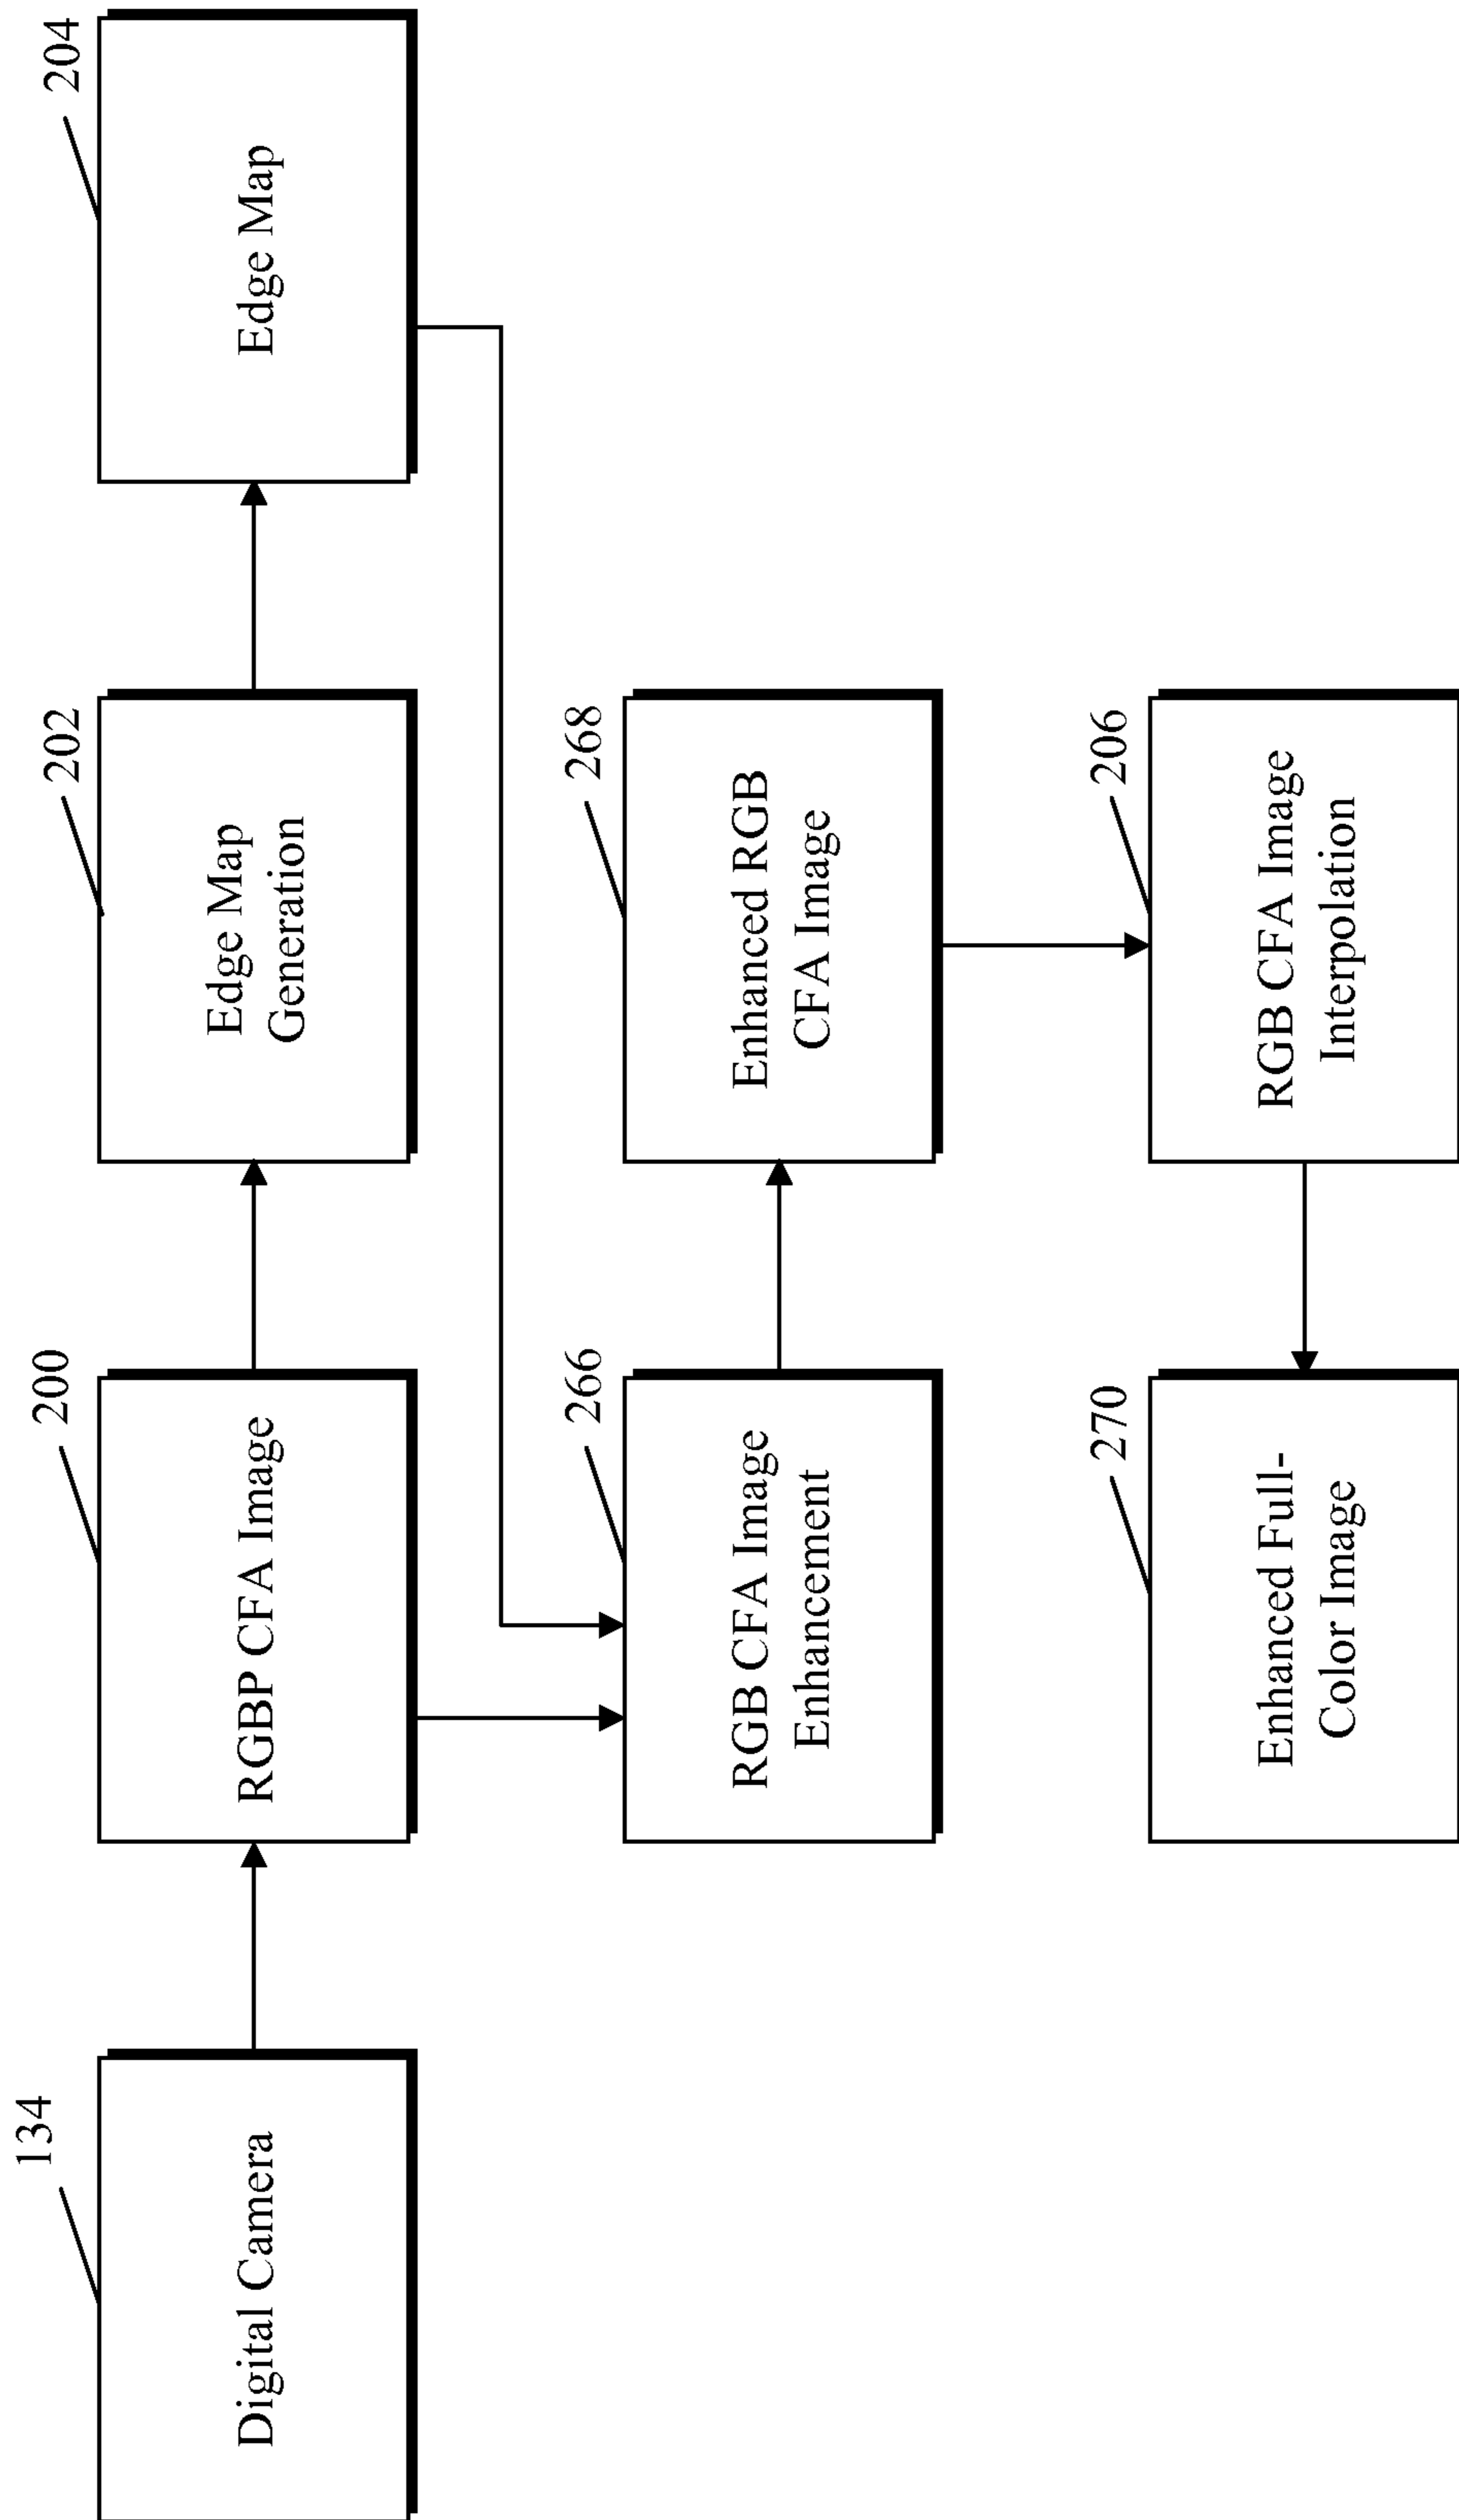 134
Digital Camera
200
RGBP CFA Image
202
Edge Map
Generation
204
Edge Map
266
RGB CFA Image
Enhancement
268
Enhanced RGB
CFA Image
270
Enhanced Full-
Color Image
206
RGB CFA Image
Interpolation